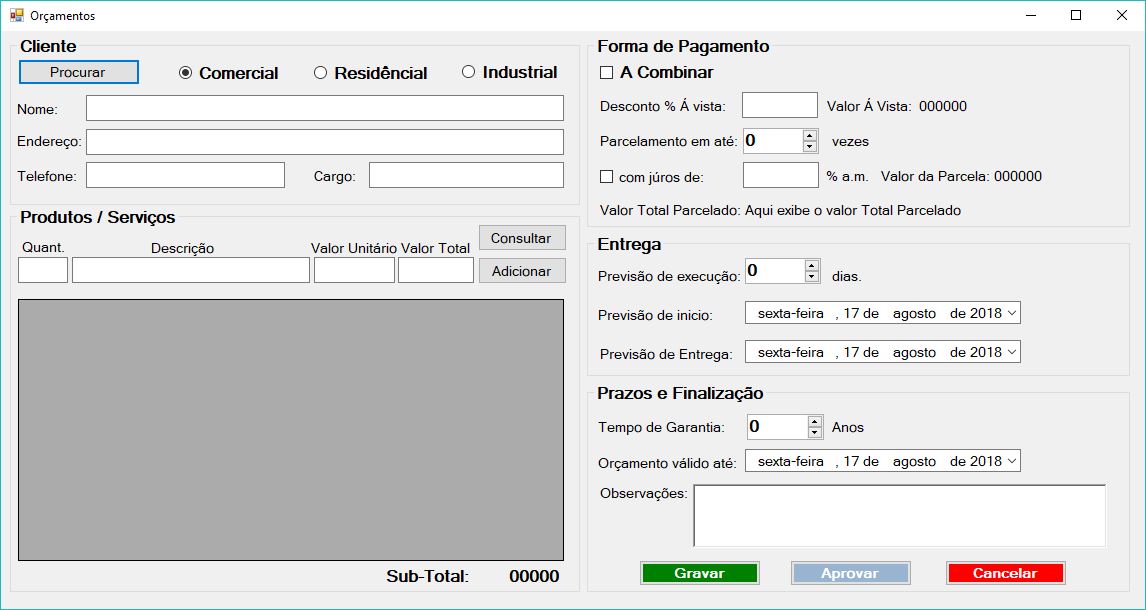 Orçamentos
Cliente
Procurar Comercial Residêncial Industrial
Nome:
Endereço:
Telefone: Cargo:
Produtos / Serviços
Quant. Descrição Valor Unitário Valor Total Consultar
Adicionar
Sub-Total: 00000
Forma de Pagamento
A Combinar
Desconto % Á vista: Valor Á Vista: 000000
Parcelamento em até: 0 vezes
com júros de: % a.m. Valor da Parcela: 000000
Valor Total Parcelado: Aqui exibe o valor Total Parcelado
Entrega
Previsão de execução: 0 dias.
Previsão de inicio: sexta-feira , 17 de agosto de 2018
Previsão de Entrega: sexta-feira , 17 de agosto de 2018
Prazos e Finalização
Tempo de Garantia: 0 Anos
Orçamento válido até: sexta-feira , 17 de agosto de 2018
Observações:
Gravar Aprovar Cancelar